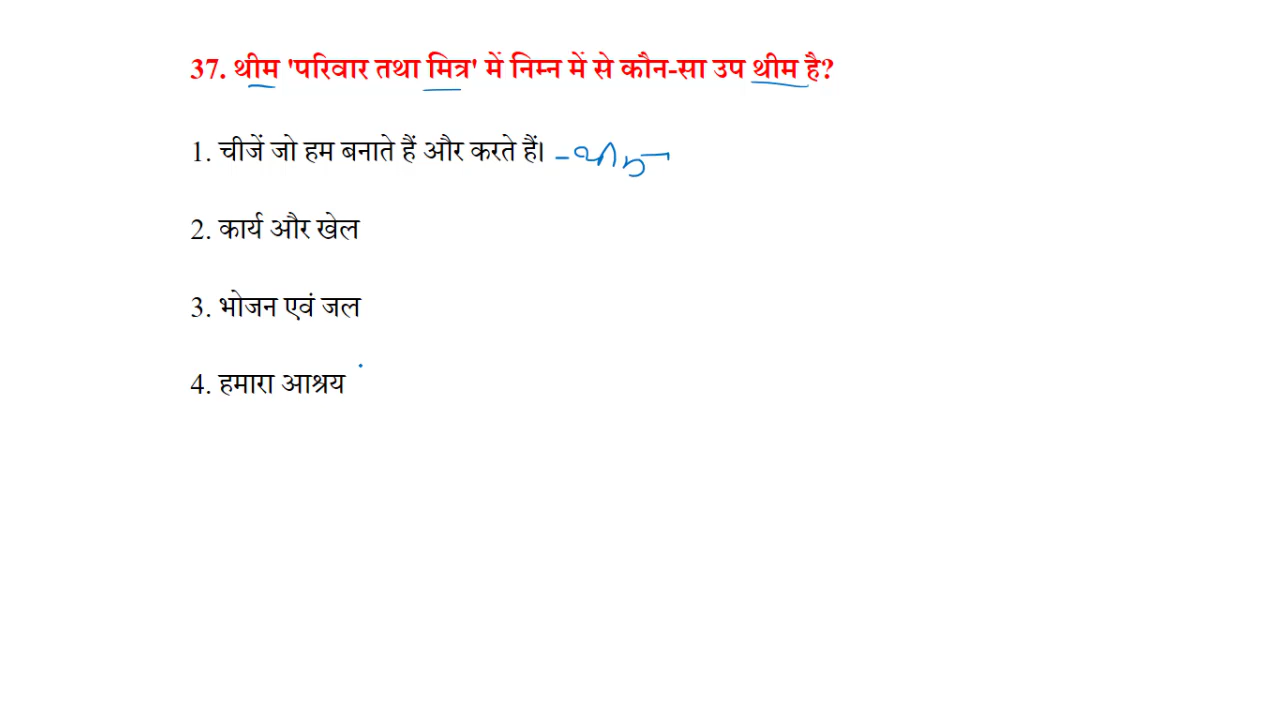 37. थीम 'परिवार तथा मित्र' में निम्न में से कौन-सा उप थीम है?
1. चीजें जो हम बनाते हैं और करते हैं। - थीम
2. कार्य और खेल
3. भोजन एवं जल
4. हमारा आश्रय